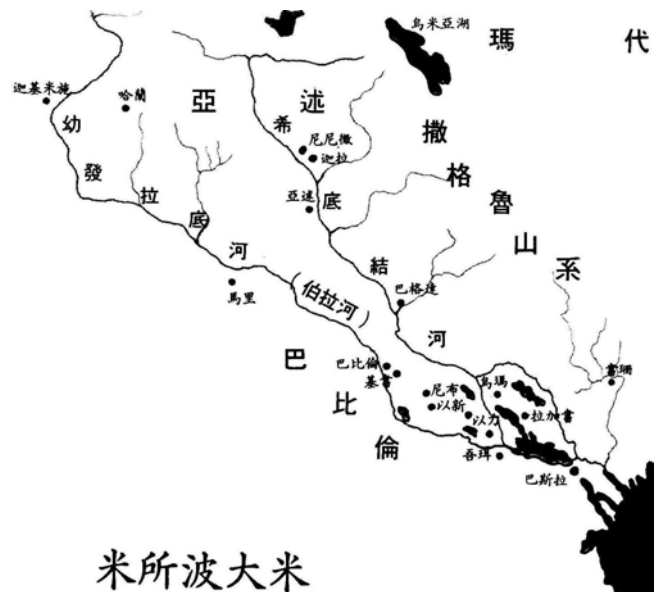 烏米亞湖
瑪代
迦基米施
哈蘭
亞述
幼發拉底河
希底結河
尼尼微
迦拉
亞述
撒格魯山系
馬里
(伯拉河)
巴格達
巴比倫
巴比倫
基書
尼布
以新
烏瑪
以力
拉加書
書珊
吾珥
巴斯拉
米所波大米